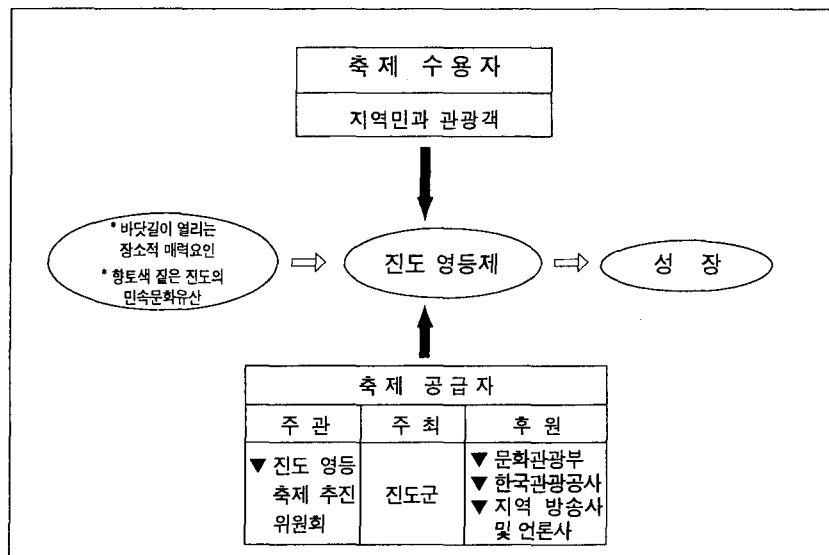 축제 수용자
지역민과 관광객
* 바닷길이 열리는
장소적 매력요인
* 향토색 짙은 진도의
민속문화유산
진도 영등제
성 장
축제 공급자
주 관
주 최
후 원
▼ 진도 영등
축제 추진
위원회
진도군
▼ 문화관광부
▼ 한국관광공사
▼ 지역 방송사
및 언론사